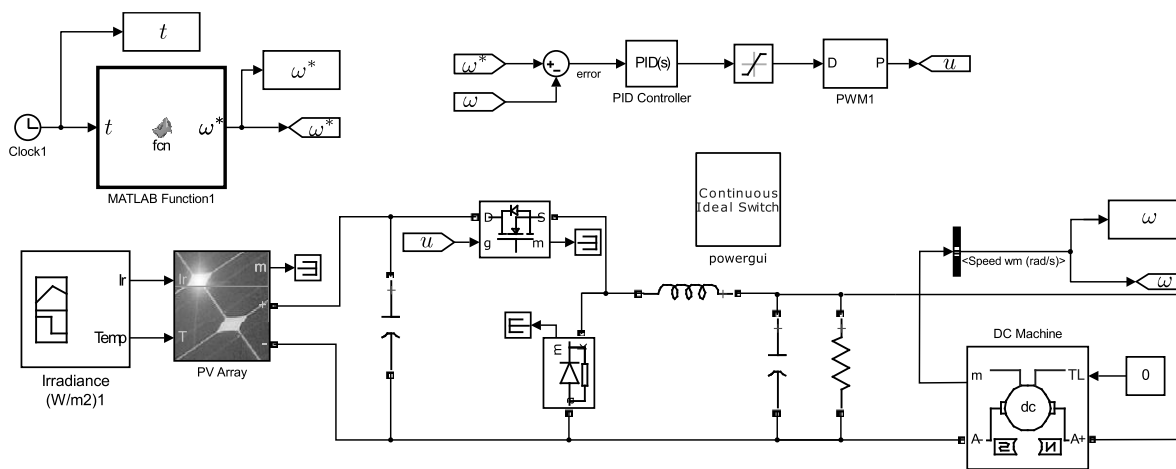 t
ω*
t
fcn
ω*
ω*
Clock1
MATLAB Function1
ω*
ω
error
PID(s)
PID Controller
D
P
PWM1
u
Continuous
Ideal Switch
powergui
u
D
S
g
m
Ir
Temp
Irradiance
(W/m2)1
Ir
T
m
+
-
PV Array
m
<Speed wm (rad/s)>
ω
ω
DC Machine
m
TL
dc
A-
A+
S
N
0